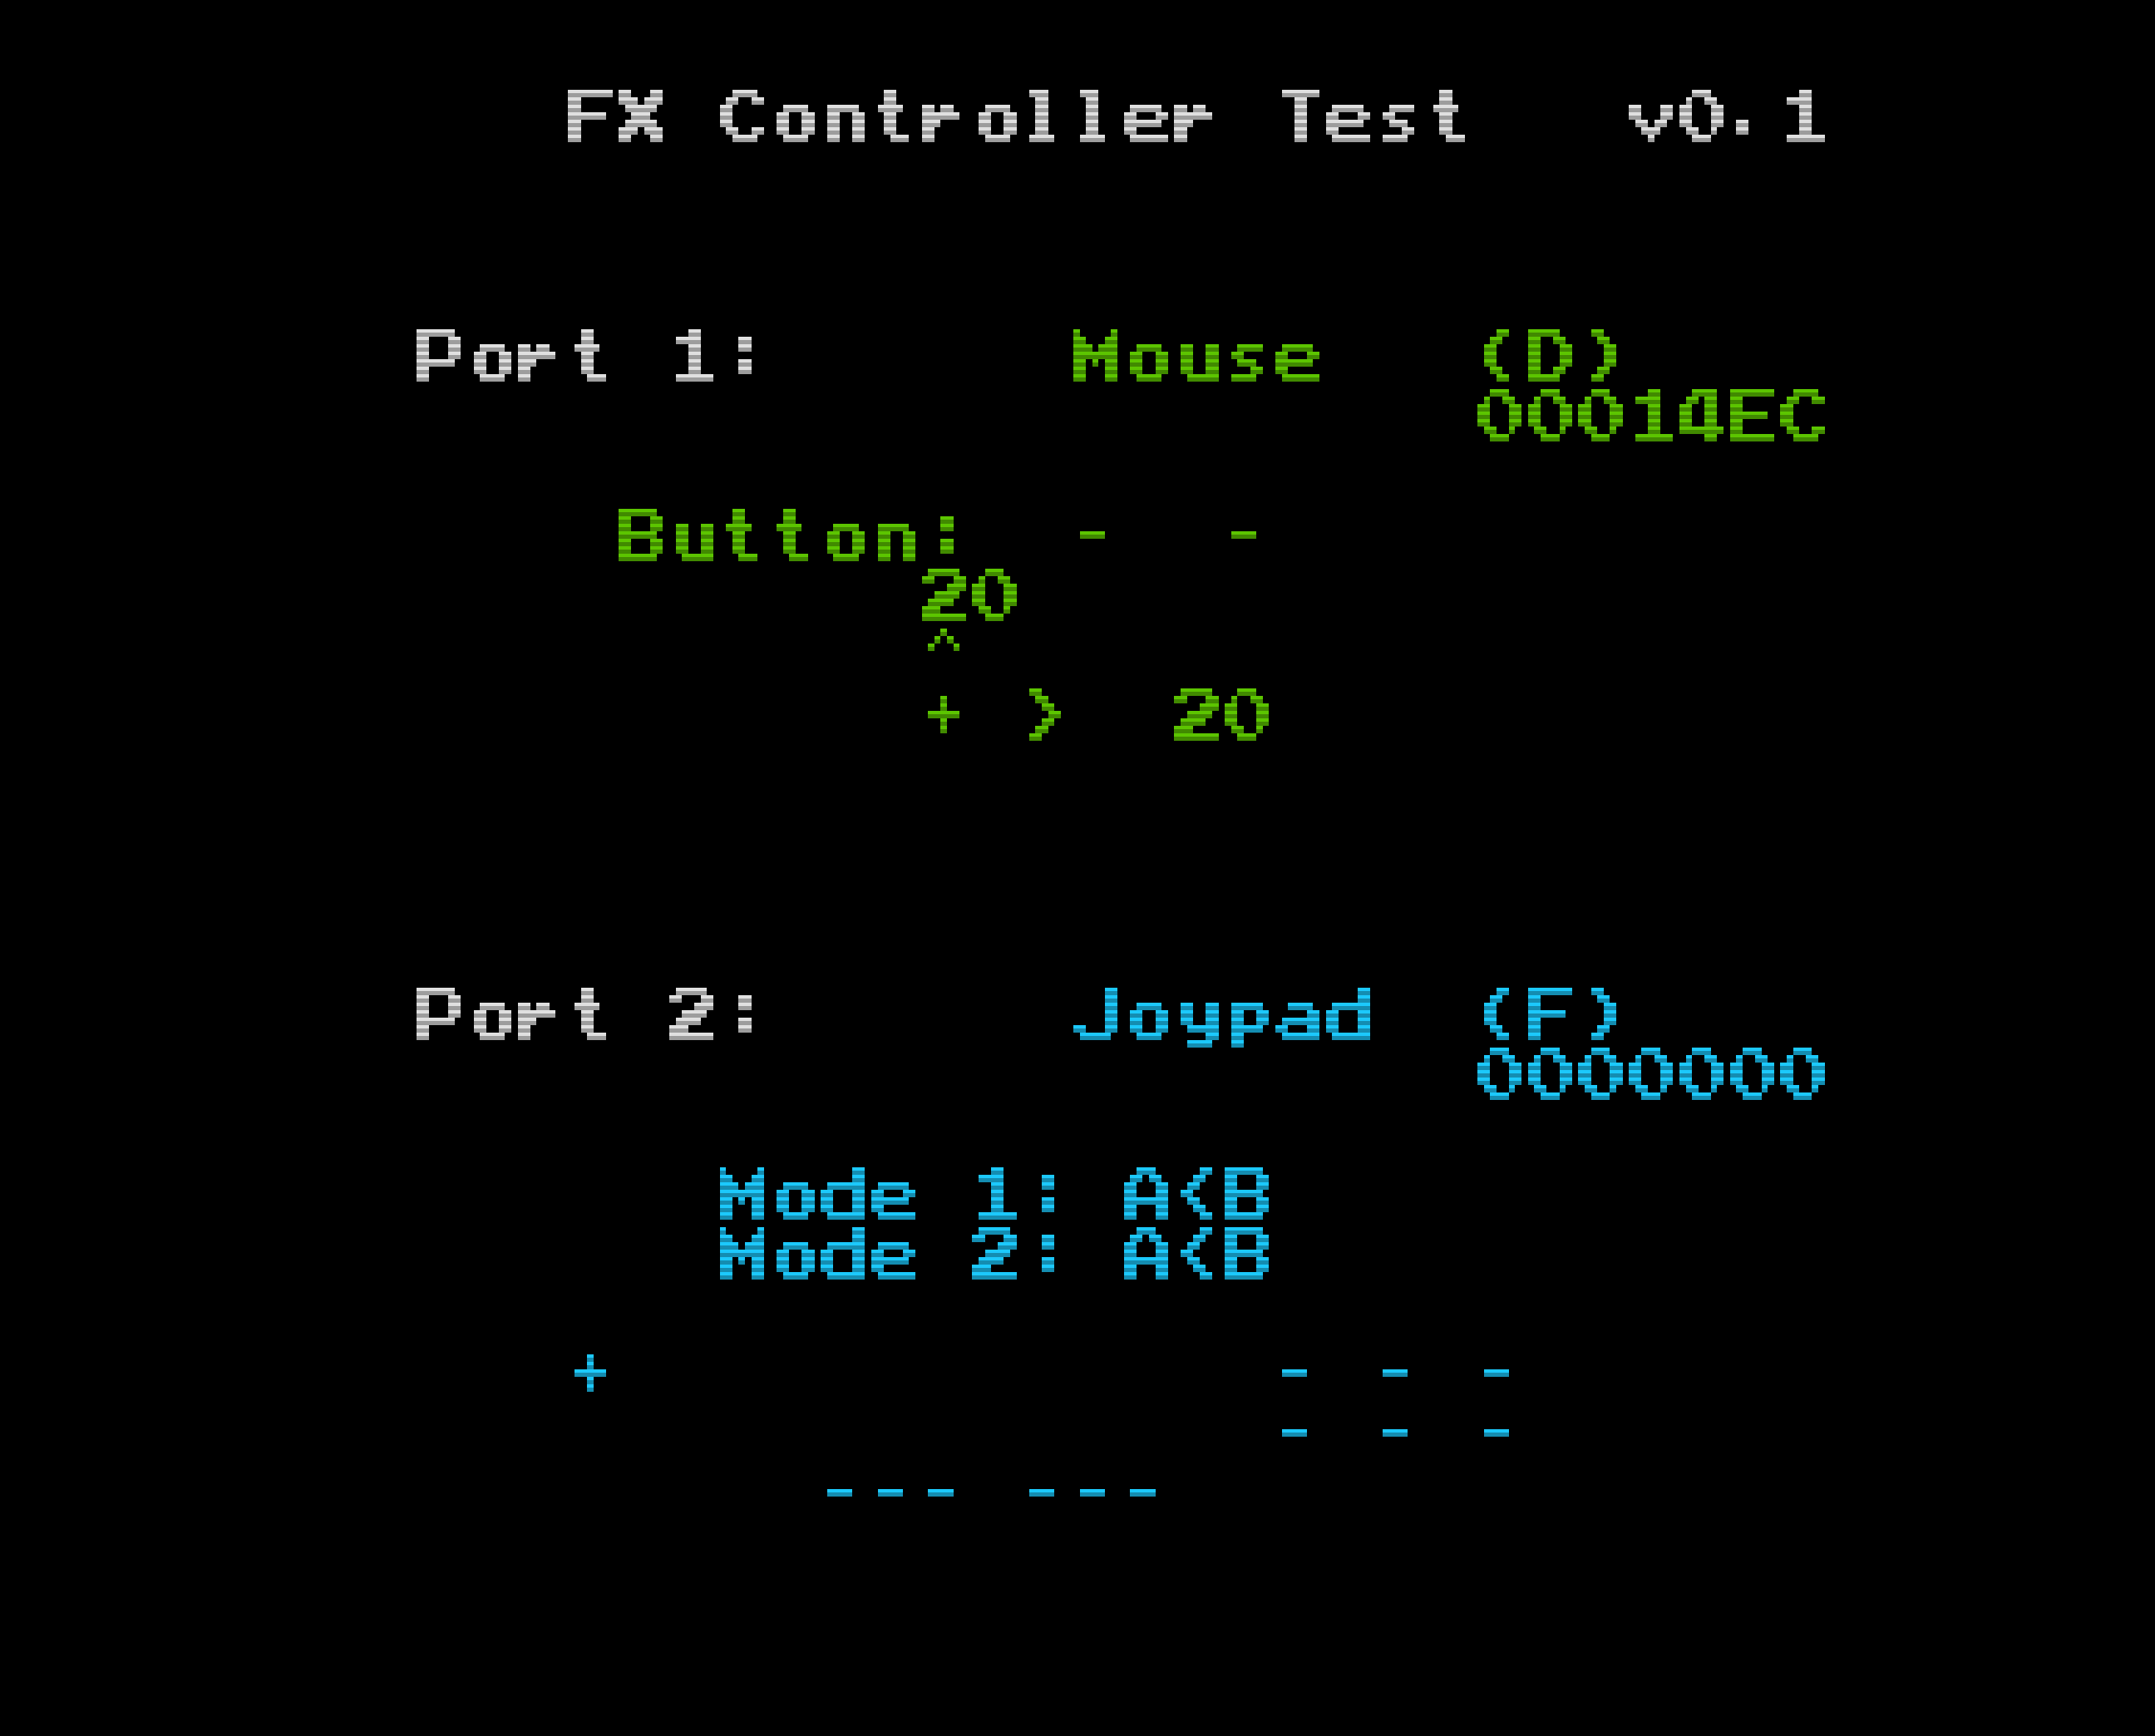 FX Controller Test v0.1
Port 1: Mouse (D)
00014EC
Button: - -
20
^
+ > 20
Port 2: Joypad (F)
0000000
Mode 1: A<B
Mode 2: A<B
+ - - -
- - -
--- ---